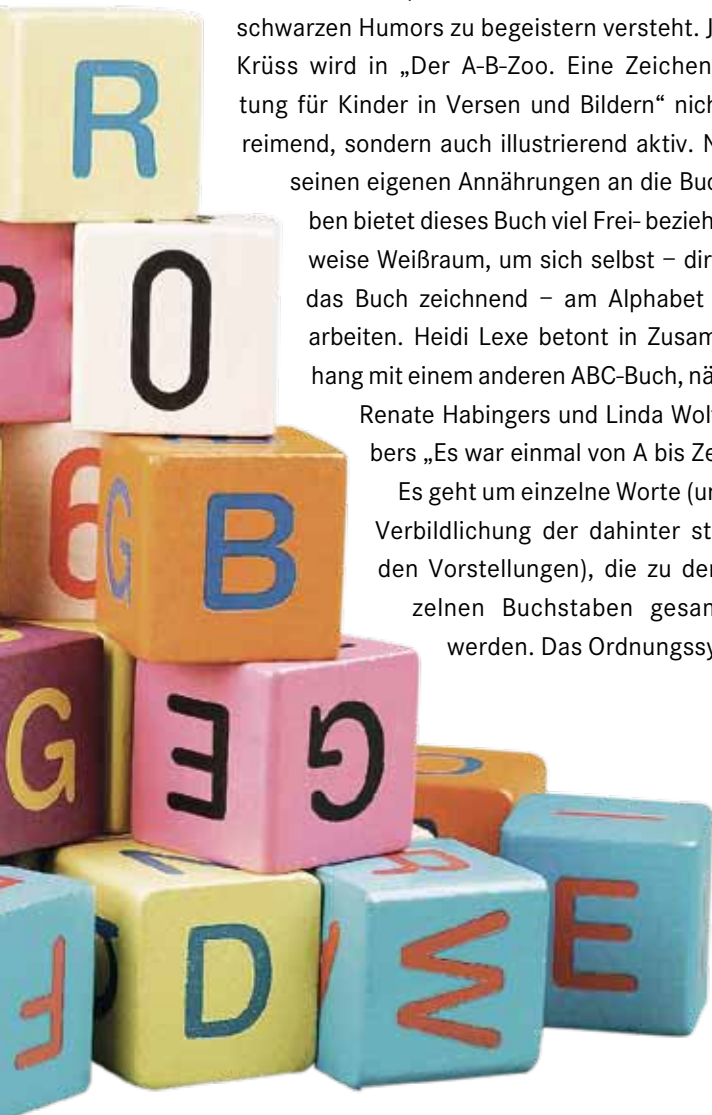 schwarzen Humors zu begeistern versteht. J
Krüss wird in „Der A-B-Zoo. Eine Zeichen
tung für Kinder in Versen und Bildern“ nich
reimend, sondern auch illustrierend aktiv. N
seinen eigenen Annährungen an die Buc
ben bietet dieses Buch viel Frei- bezieh
weise Weißraum, um sich selbst – dir
das Buch zeichnend – am Alphabet
arbeiten. Heidi Lexe betont in Zusam
hang mit einem anderen ABC-Buch, nä
Renate Habingers und Linda Wol
bers „Es war einmal von A bis Ze
Es geht um einzelne Worte (un
Verbildlichung der dahinter st
den Vorstellungen), die zu de
zelnen Buchstaben gesam
werden. Das Ordnungssy
R
O
6
G B
G
E G
R
E
F
D
W